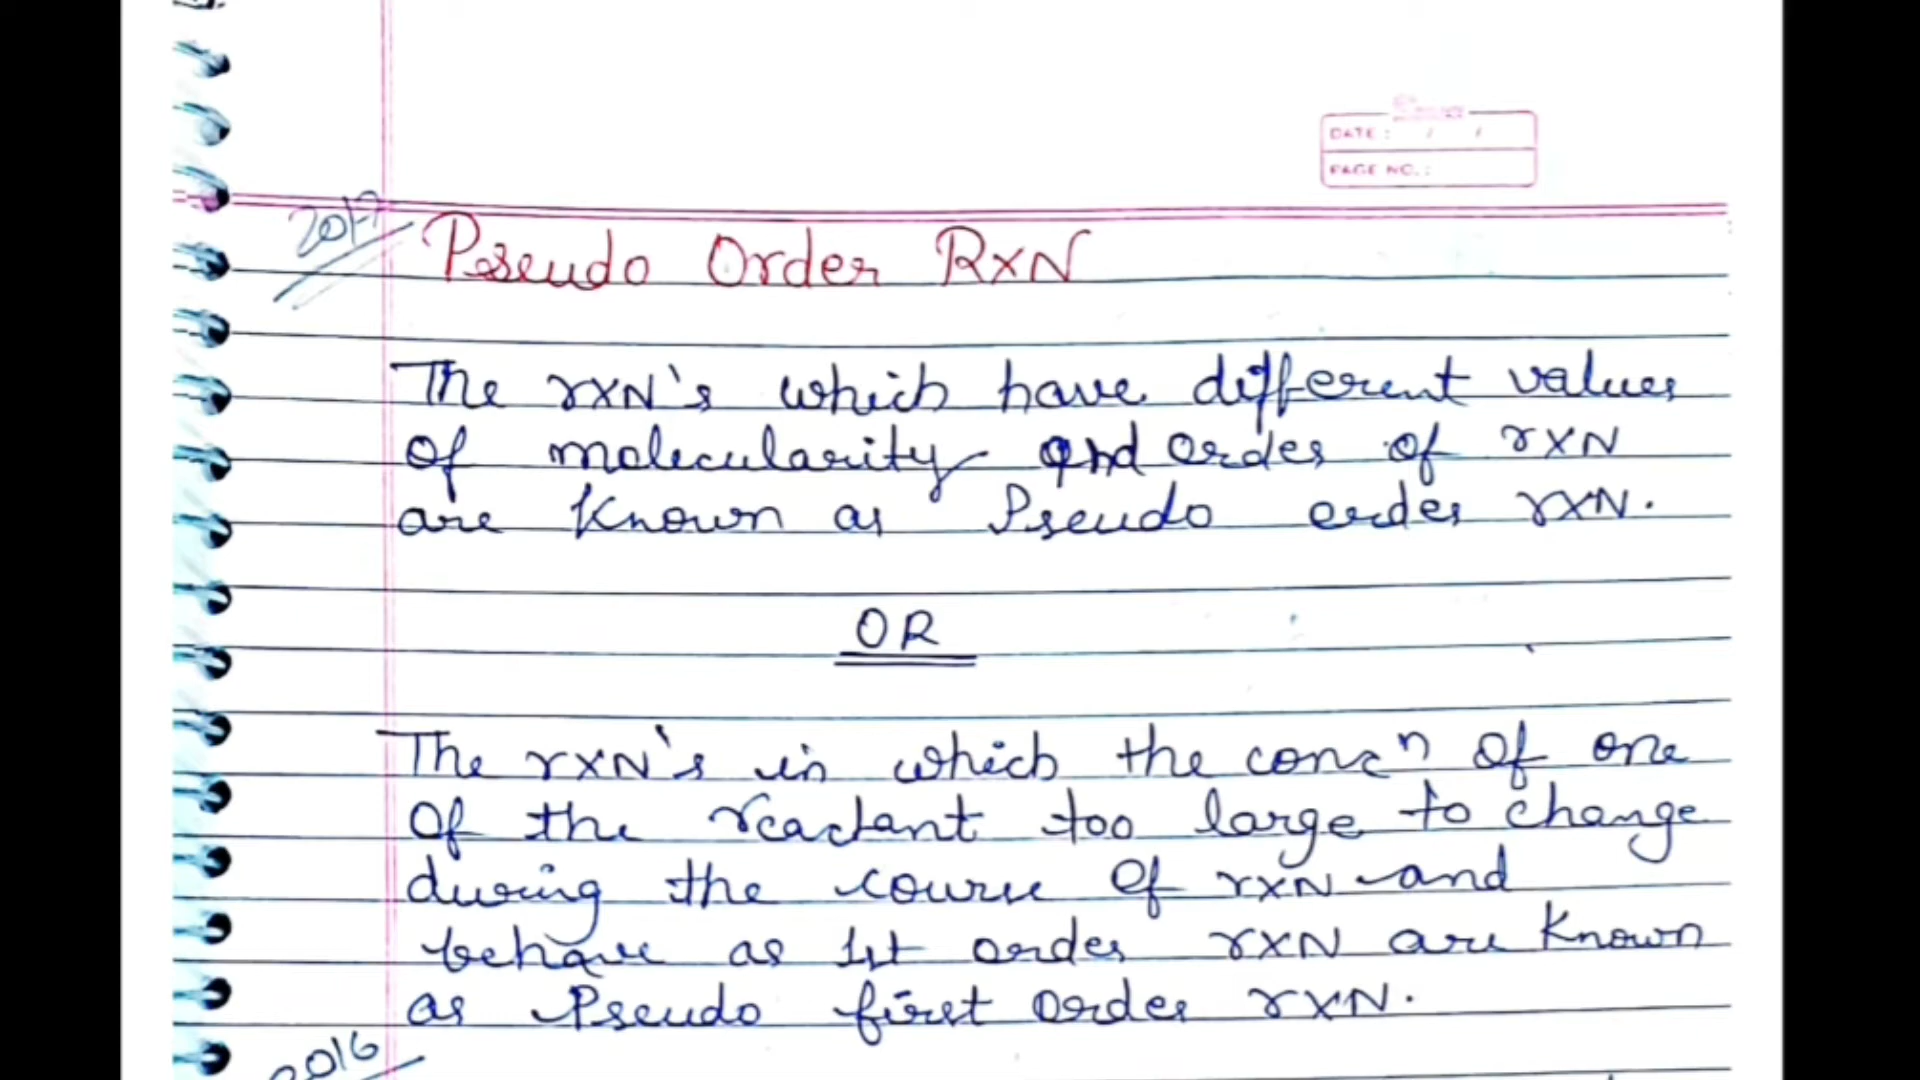 DATE: / /
PAGE NO.:
2017
Pseudo Order RXN
The rXN's which have different values
of molecularity and order of rXN
are Known as Pseudo order rXN.
OR
The rXN's in which the concⁿ of one
of the reactant too large to change
during the course of rXN and
behave as 1st order rXN are Known
as Pseudo first order rXN.
2016